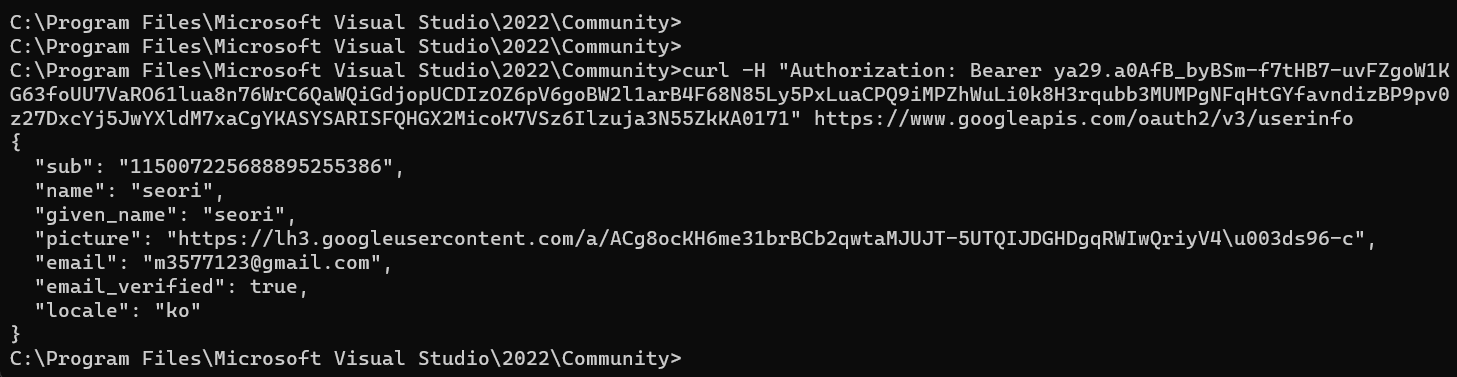 C:\Program Files\Microsoft Visual Studio\2022\Community>
C:\Program Files\Microsoft Visual Studio\2022\Community>
C:\Program Files\Microsoft Visual Studio\2022\Community>curl -H "Authorization: Bearer ya29.a0AfB_byBSm-f7tHB7-uvFZgoW1K
G63foUU7VaRO61lua8n76WrC6QaWQiGdjopUCDIzOZ6pV6goBW2l1arB4F68N85Ly5PxLuaCPQ9iMPZhWuLi0k8H3rqubb3MUMPgNFqHtGYfavndizBP9pv0
z27DxcYj5JwYXldM7xaCgYKASYSARISFQHGX2MicoK7VSz6Ilzuja3N55ZkKA0171" https://www.googleapis.com/oauth2/v3/userinfo
{
  "sub": "115007225688895255386",
  "name": "seori",
  "given_name": "seori",
  "picture": "https://lh3.googleusercontent.com/a/ACg8ocKH6me31brBCb2qwtaMJUJT-5UTQIJDGHDgqRWIwQriyV4\u003ds96-c",
  "email": "m3577123@gmail.com",
  "email_verified": true,
  "locale": "ko"
}
C:\Program Files\Microsoft Visual Studio\2022\Community>